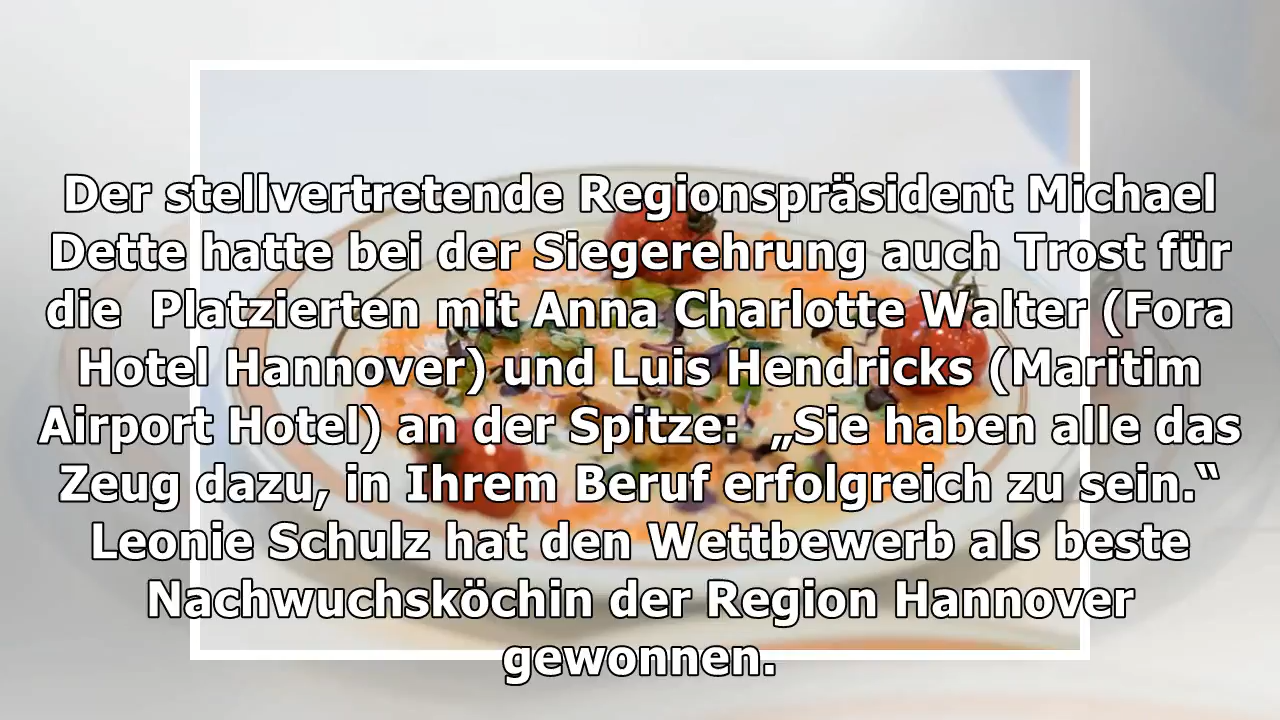 Der stellvertretende Regionspräsident Michael
Dette hatte bei der Siegerehrung auch Trost für
die  Platzierten mit Anna Charlotte Walter (Fora
Hotel Hannover) und Luis Hendricks (Maritim
Airport Hotel) an der Spitze:  „Sie haben alle das
Zeug dazu, in Ihrem Beruf erfolgreich zu sein.“
Leonie Schulz hat den Wettbewerb als beste
Nachwuchsköchin der Region Hannover
gewonnen.